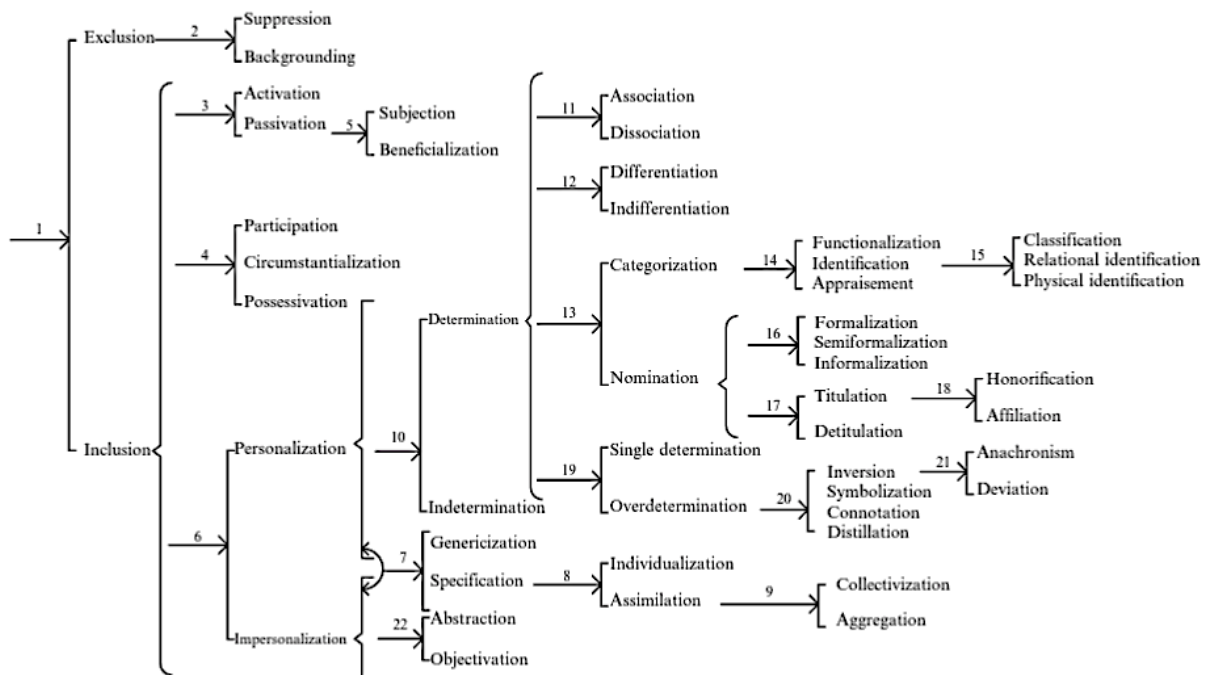 Suppression
Exclusion 2
Backgrounding
Activation
3
Passivation 5 Subjection
Beneficialization
11 Association
Dissociation
12 Differentiation
Indifferentiation
1
Participation
4 Circumstantialization
Possessivation
Categorization 14 Functionalization
Identification
Appraisement
15 Classification
Relational identification
Physical identification
Determination 13
Nomination
16 Formalization
Semiformalization
Informalization
17 Titulation 18 Honorification
Affiliation
Detitulation
Inclusion
Personalization 10
Indetermination
19 Single determination
Overdetermination 20 Inversion 21 Anachronism
Deviation
Symbolization
Connotation
Distillation
6
7 Genericization
Specification 8 Individualization
Assimilation 9 Collectivization
Aggregation
Impersonalization 22 Abstraction
Objectivation